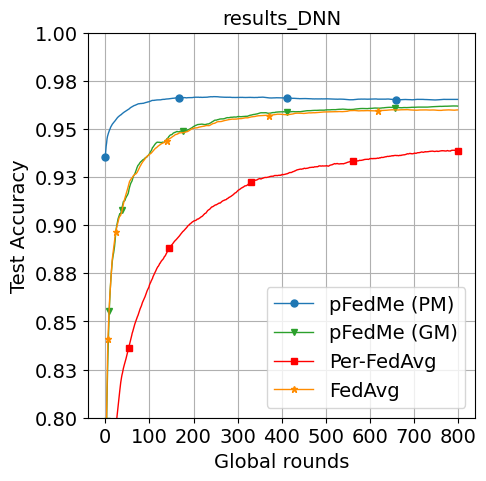 results_DNN
1.00
0.98
0.95
0.93
0.90
0.88
0.85
0.83
0.80
Test Accuracy
pFedMe (PM)
pFedMe (GM)
Per-FedAvg
FedAvg
0 100 200 300 400 500 600 700 800
Global rounds